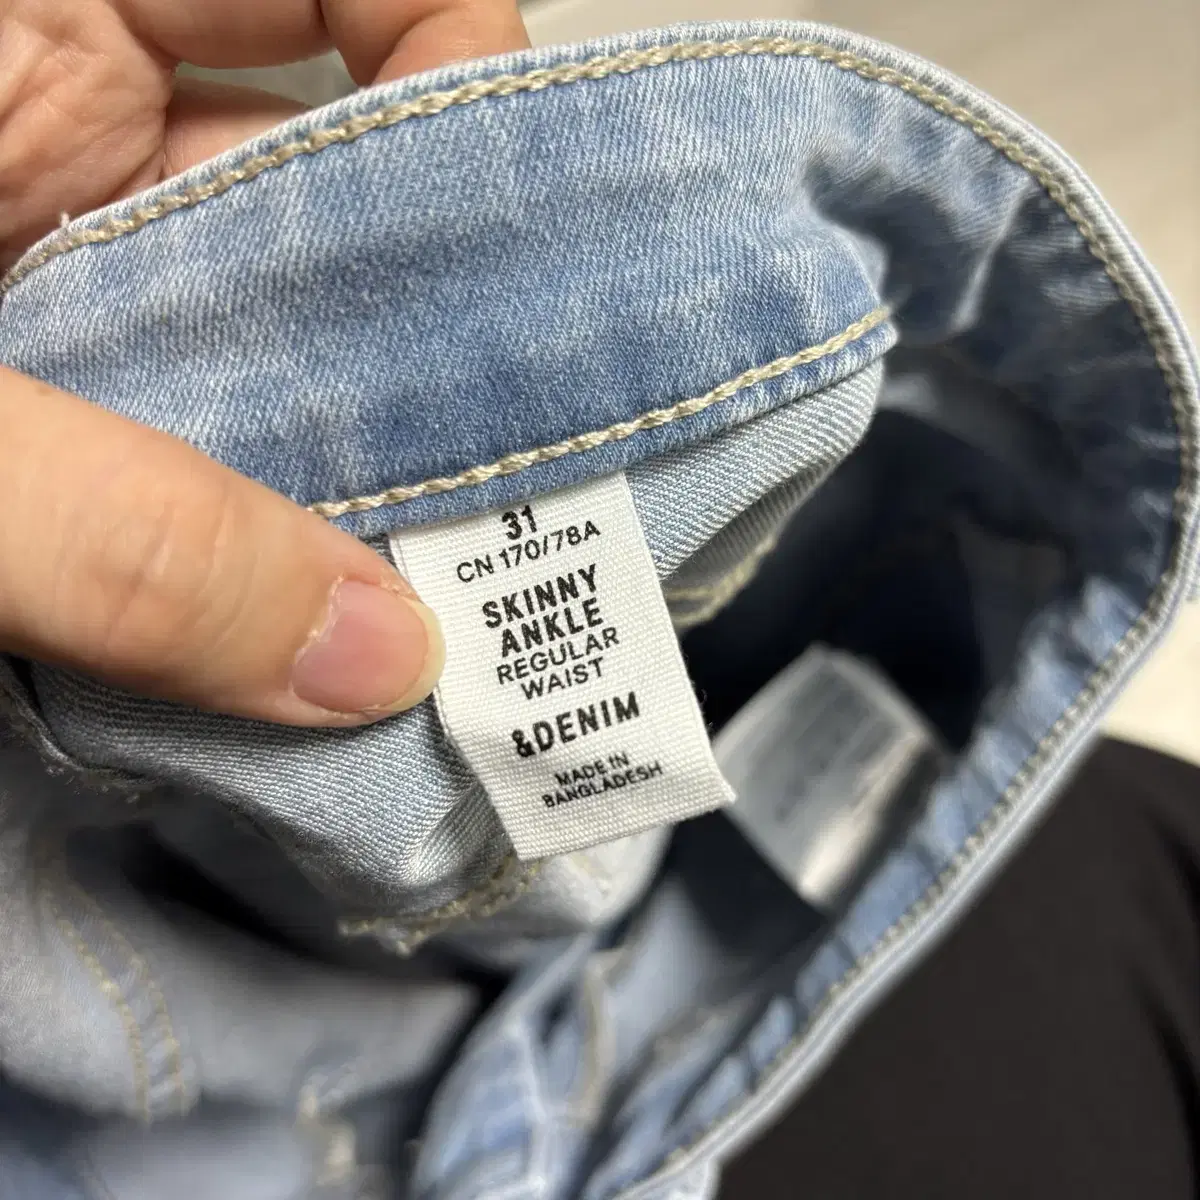 31
CN 170/78A
SKINNY
ANKLE
REGULAR
WAIST
&DENIM
MADE IN
BANGLADESH